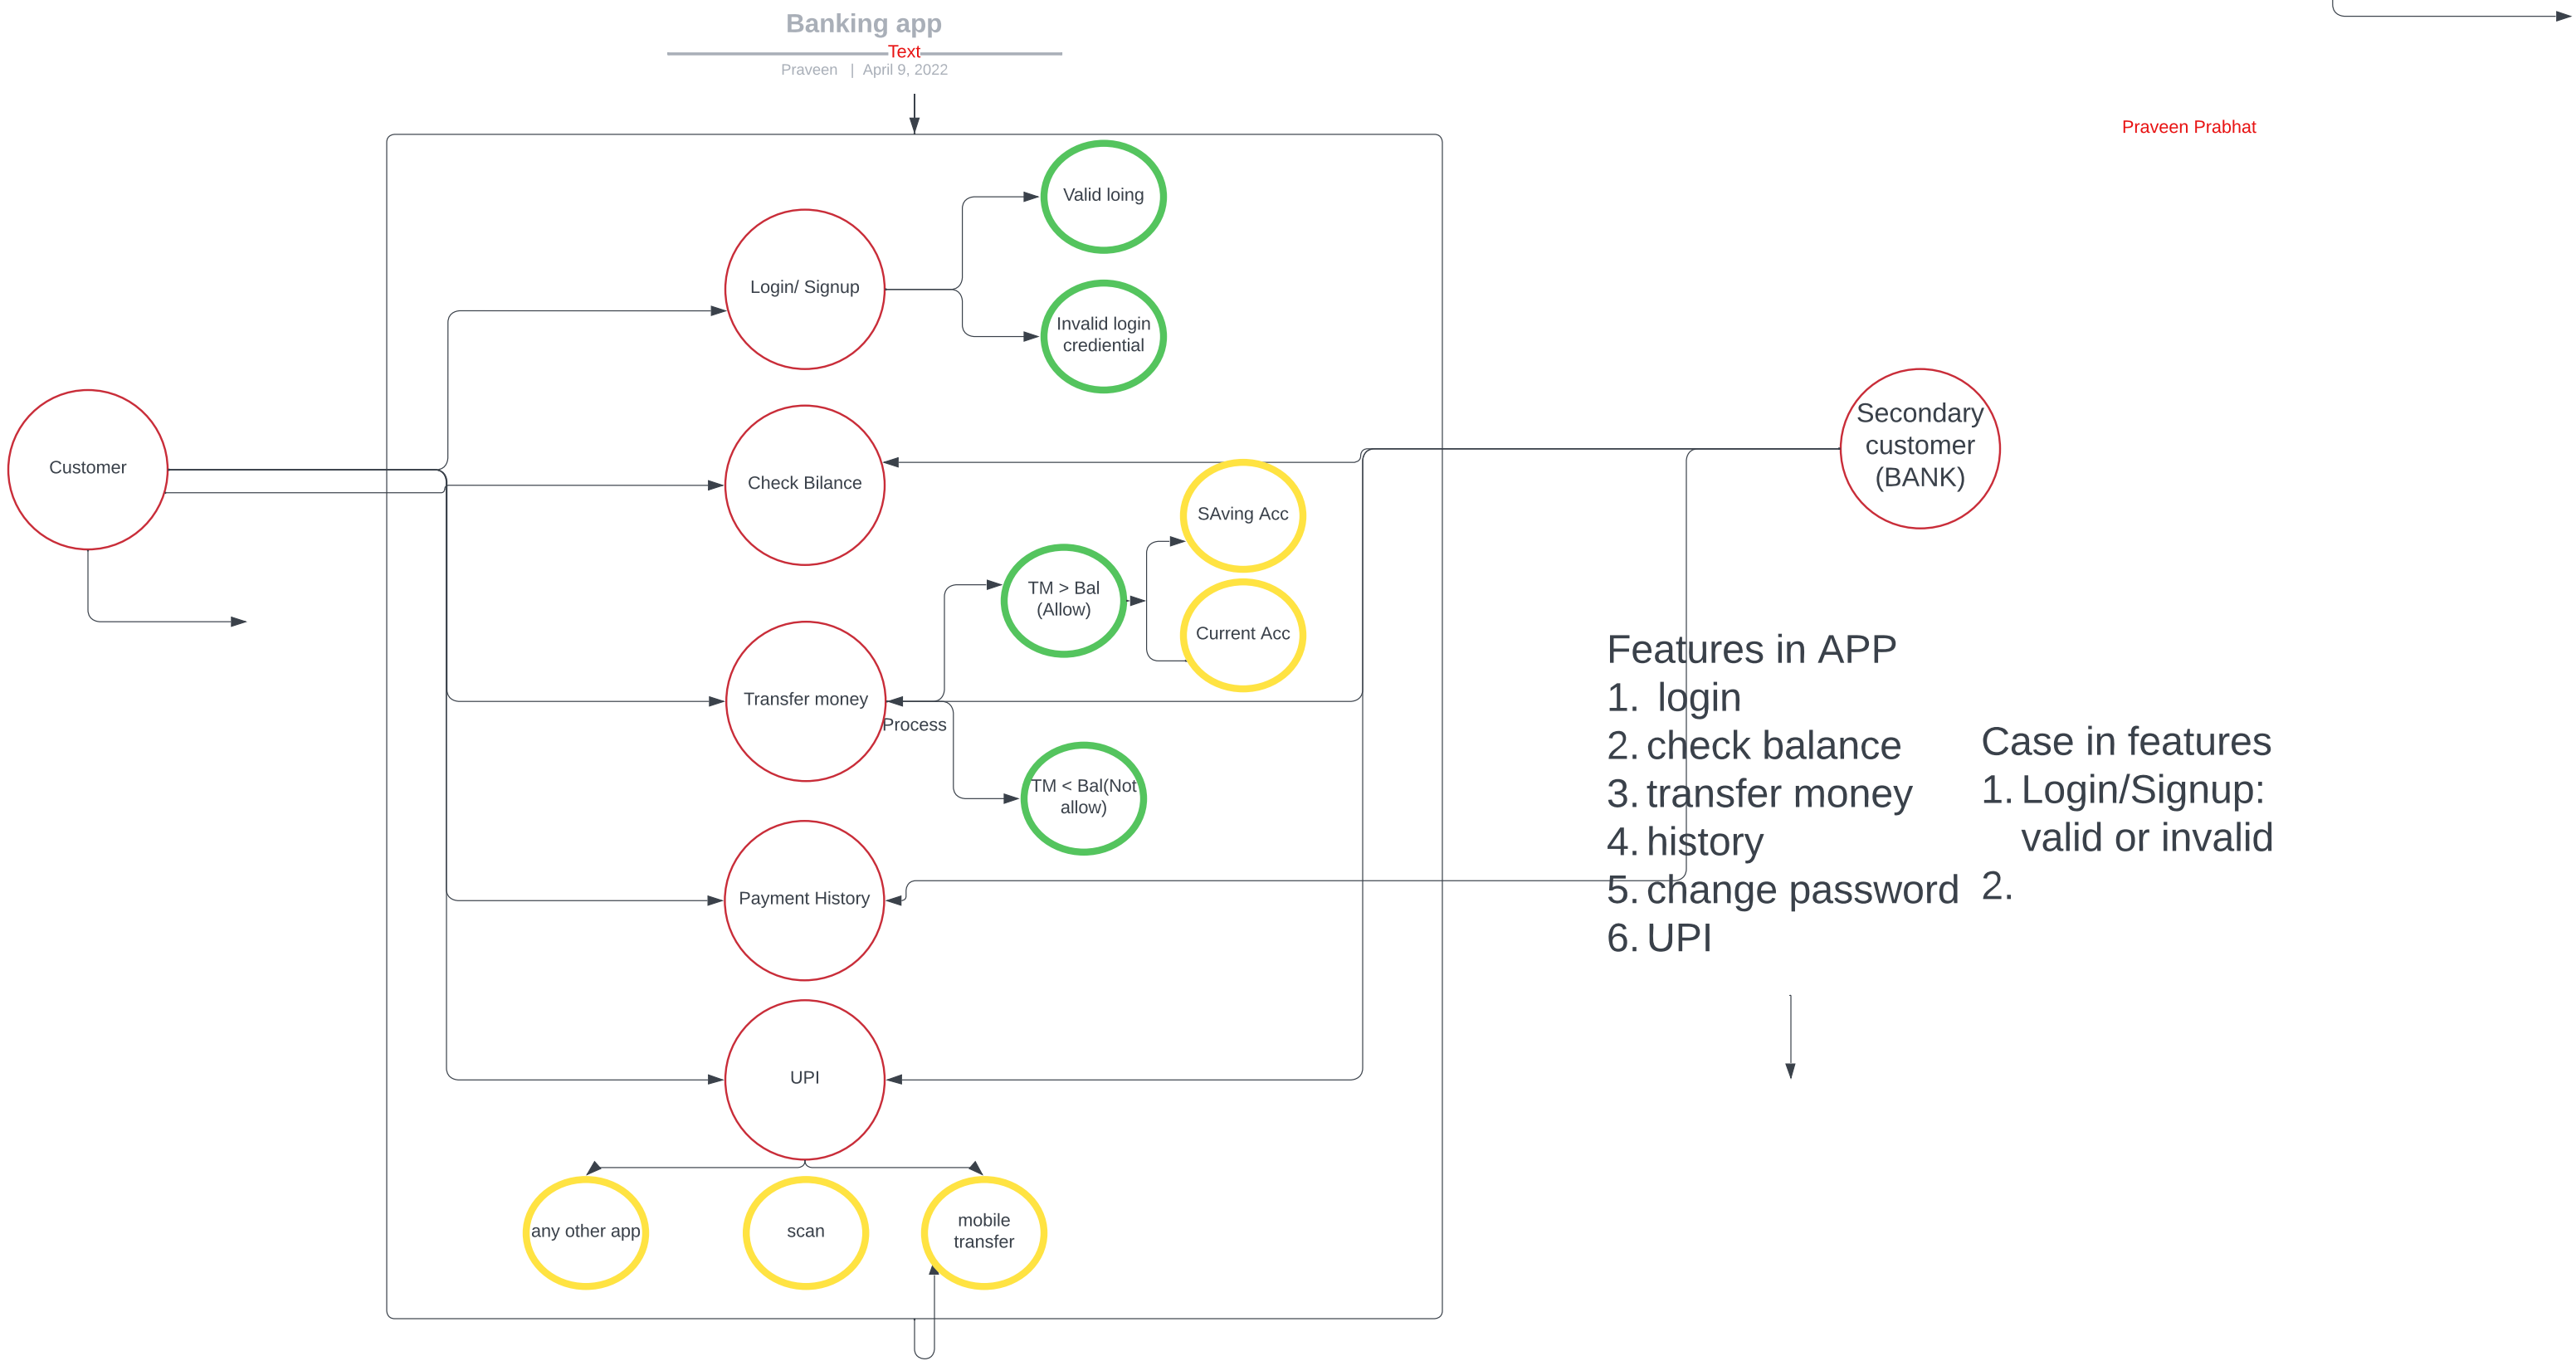 Banking app
Text
Praveen | April 9, 2022
Praveen Prabhat
Valid loing
Login/ Signup
Invalid login
crediential
Customer
Check Bilance
Secondary
customer
(BANK)
SAving Acc
TM > Bal
(Allow)
Current Acc
Transfer money
Process
TM < Bal(Not
allow)
Payment History
UPI
any other app
scan
mobile
transfer
Features in APP
1. login
2. check balance
3. transfer money
4. history
5. change password
6. UPI
Case in features
1. Login/Signup:
valid or invalid
2.